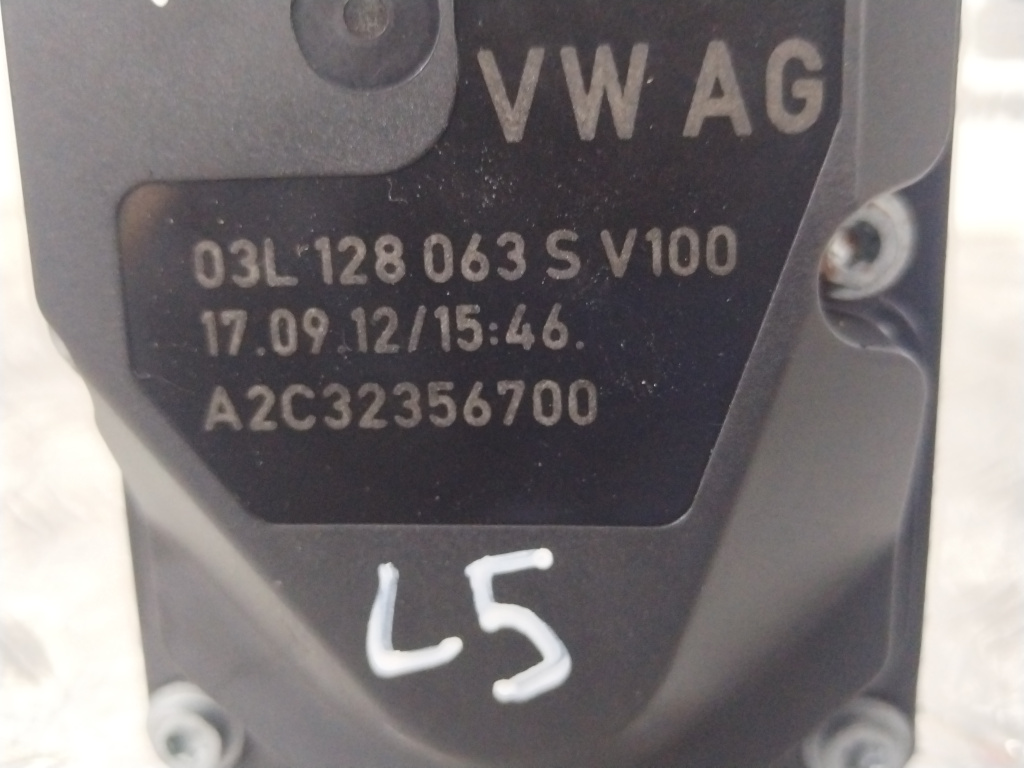 VW AG
03L 128 063 S V100
17.09.12/15:46.
A2C32356700
L5